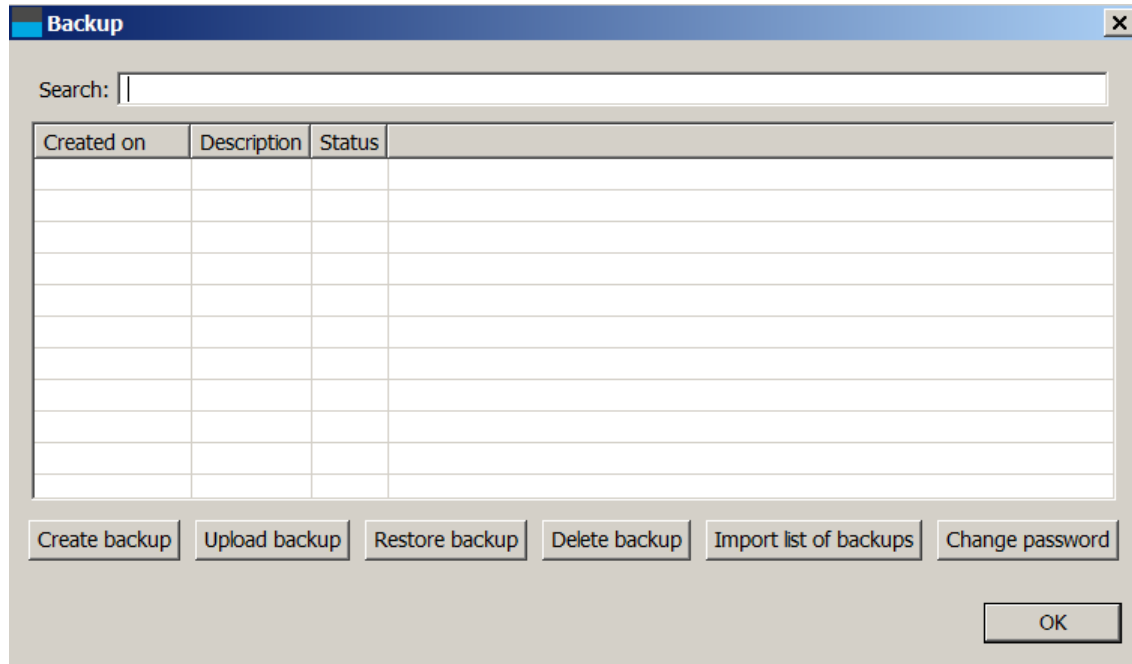 Backup
Search:
Created on Description Status
Create backup Upload backup Restore backup Delete backup Import list of backups Change password
OK